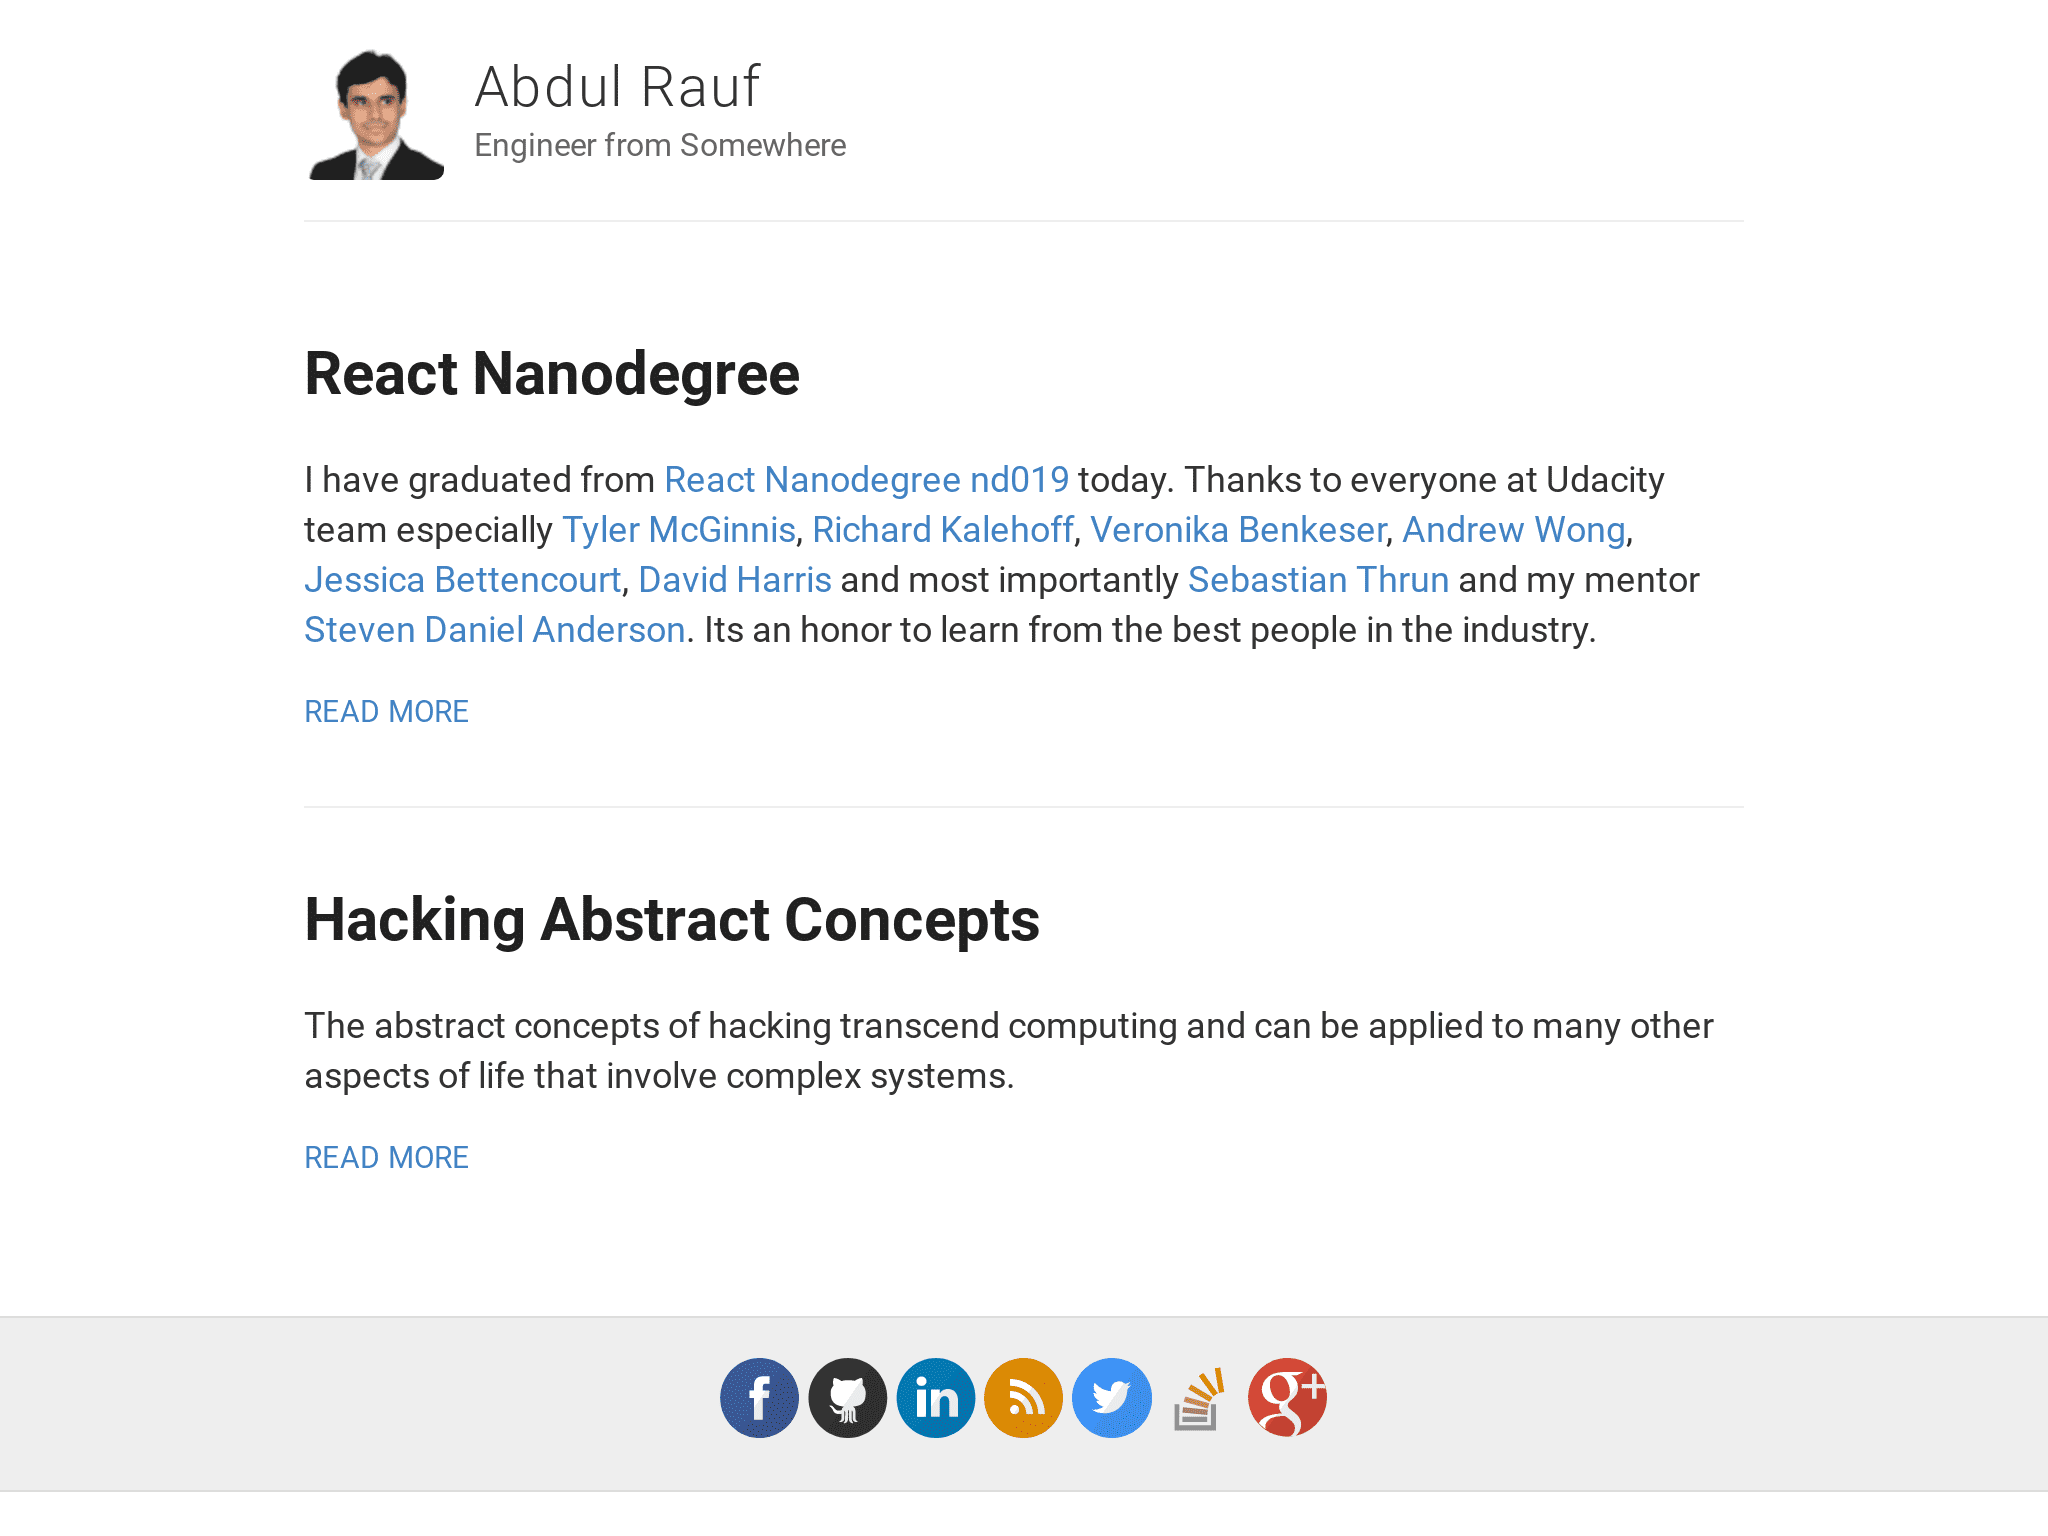 Abdul Rauf
Engineer from Somewhere
React Nanodegree
I have graduated from React Nanodegree nd019 today. Thanks to everyone at Udacity
team especially Tyler McGinnis, Richard Kalehoff, Veronika Benkeser, Andrew Wong,
Jessica Bettencourt, David Harris and most importantly Sebastian Thrun and my mentor
Steven Daniel Anderson. Its an honor to learn from the best people in the industry.
READ MORE
Hacking Abstract Concepts
The abstract concepts of hacking transcend computing and can be applied to many other
aspects of life that involve complex systems.
READ MORE
f in g+